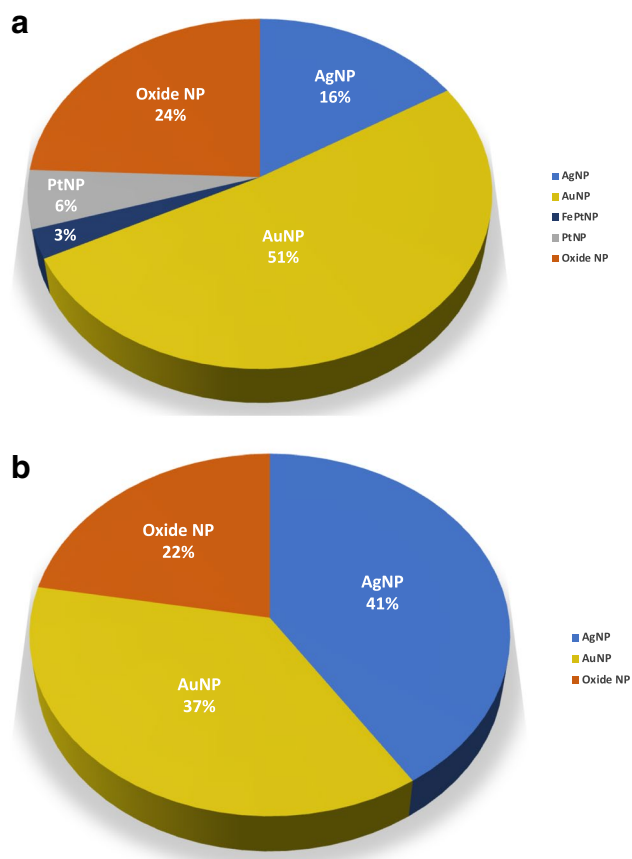 a
Oxide NP
24%
AgNP
16%
PtNP
6%
3%
AuNP
51%
AgNP
AuNP
FePtNP
PtNP
Oxide NP
b
Oxide NP
22%
AgNP
41%
AuNP
37%
AgNP
AuNP
Oxide NP